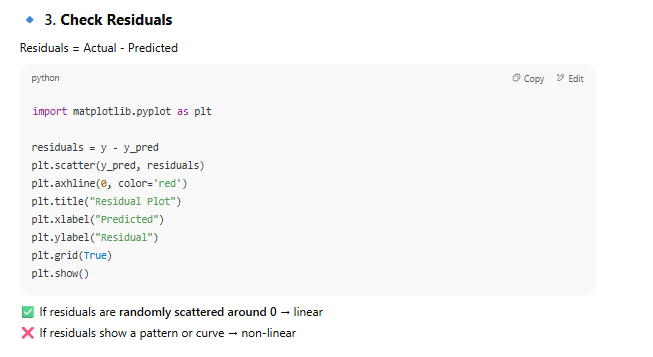 3. Check Residuals
Residuals = Actual - Predicted
python
Copy
Edit
import matplotlib.pyplot as plt
residuals = y - y_pred
plt.scatter(y_pred, residuals)
plt.axhline(0, color='red')
plt.title("Residual Plot")
plt.xlabel("Predicted")
plt.ylabel("Residual")
plt.grid(True)
plt.show()
✅ If residuals are randomly scattered around 0 → linear
❌ If residuals show a pattern or curve → non-linear